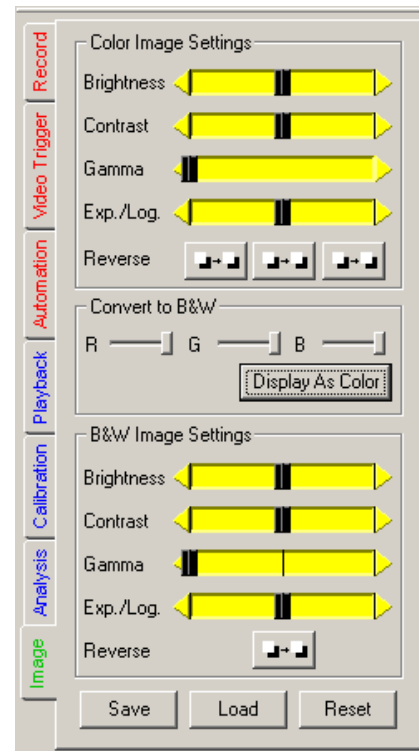 Record
Video Trigger
Automation
Playback
Calibration
Analysis
Image
Color Image Settings
Brightness
Contrast
Gamma
Exp./Log.
Reverse
Convert to B&W
R G B
Display As Color
B&W Image Settings
Brightness
Contrast
Gamma
Exp./Log.
Reverse
Save Load Reset